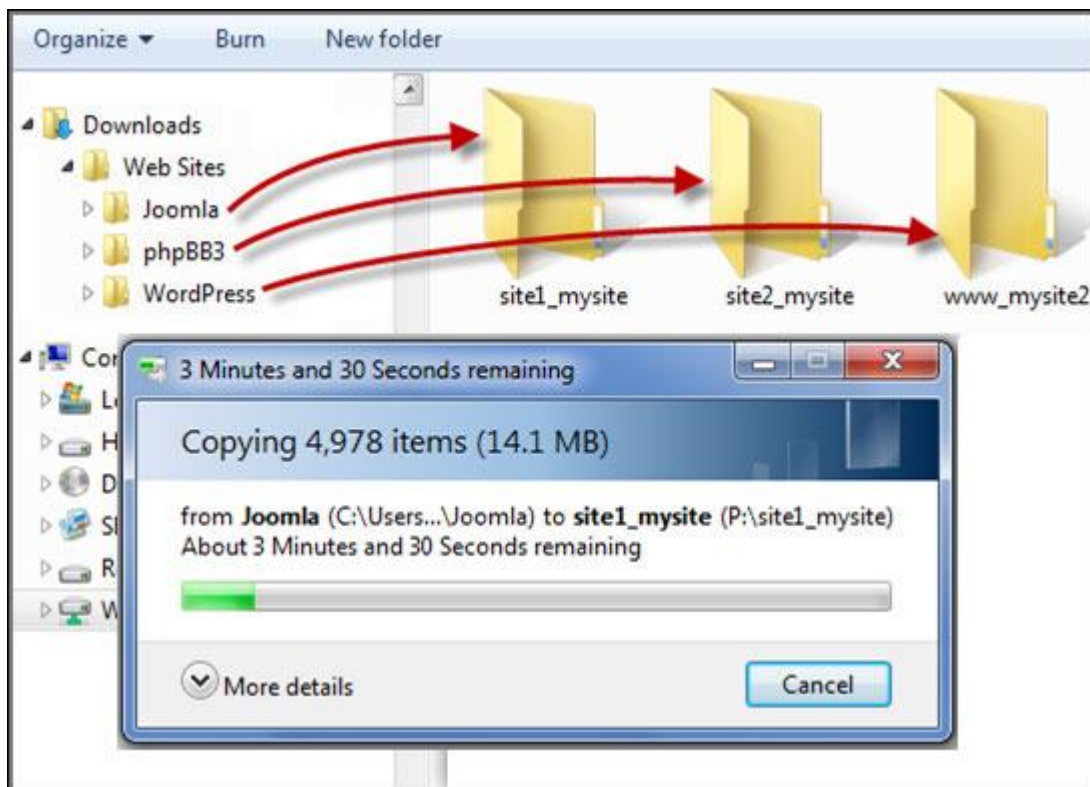 Organize Burn New folder
Downloads
Web Sites
Joomla
phpBB3
WordPress
site1_mysite site2_mysite www_mysite2
3 Minutes and 30 Seconds remaining
Copying 4,978 items (14.1 MB)
from Joomla (C:\Users...\Joomla) to site1_mysite (P:\site1_mysite)
About 3 Minutes and 30 Seconds remaining
More details Cancel